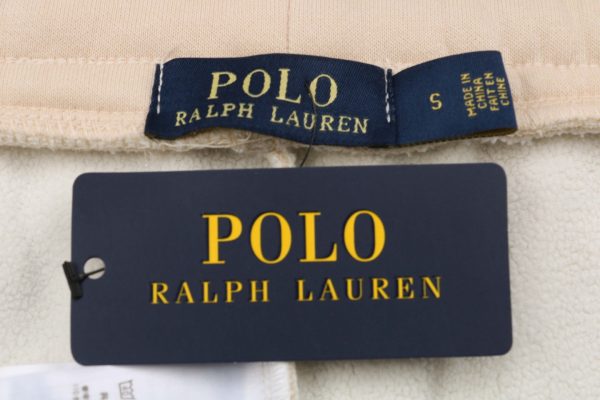 POLO
RALPH LAUREN
S
MADE IN
CHINA
FAIT EN
CHINE
POLO
RALPH LAUREN